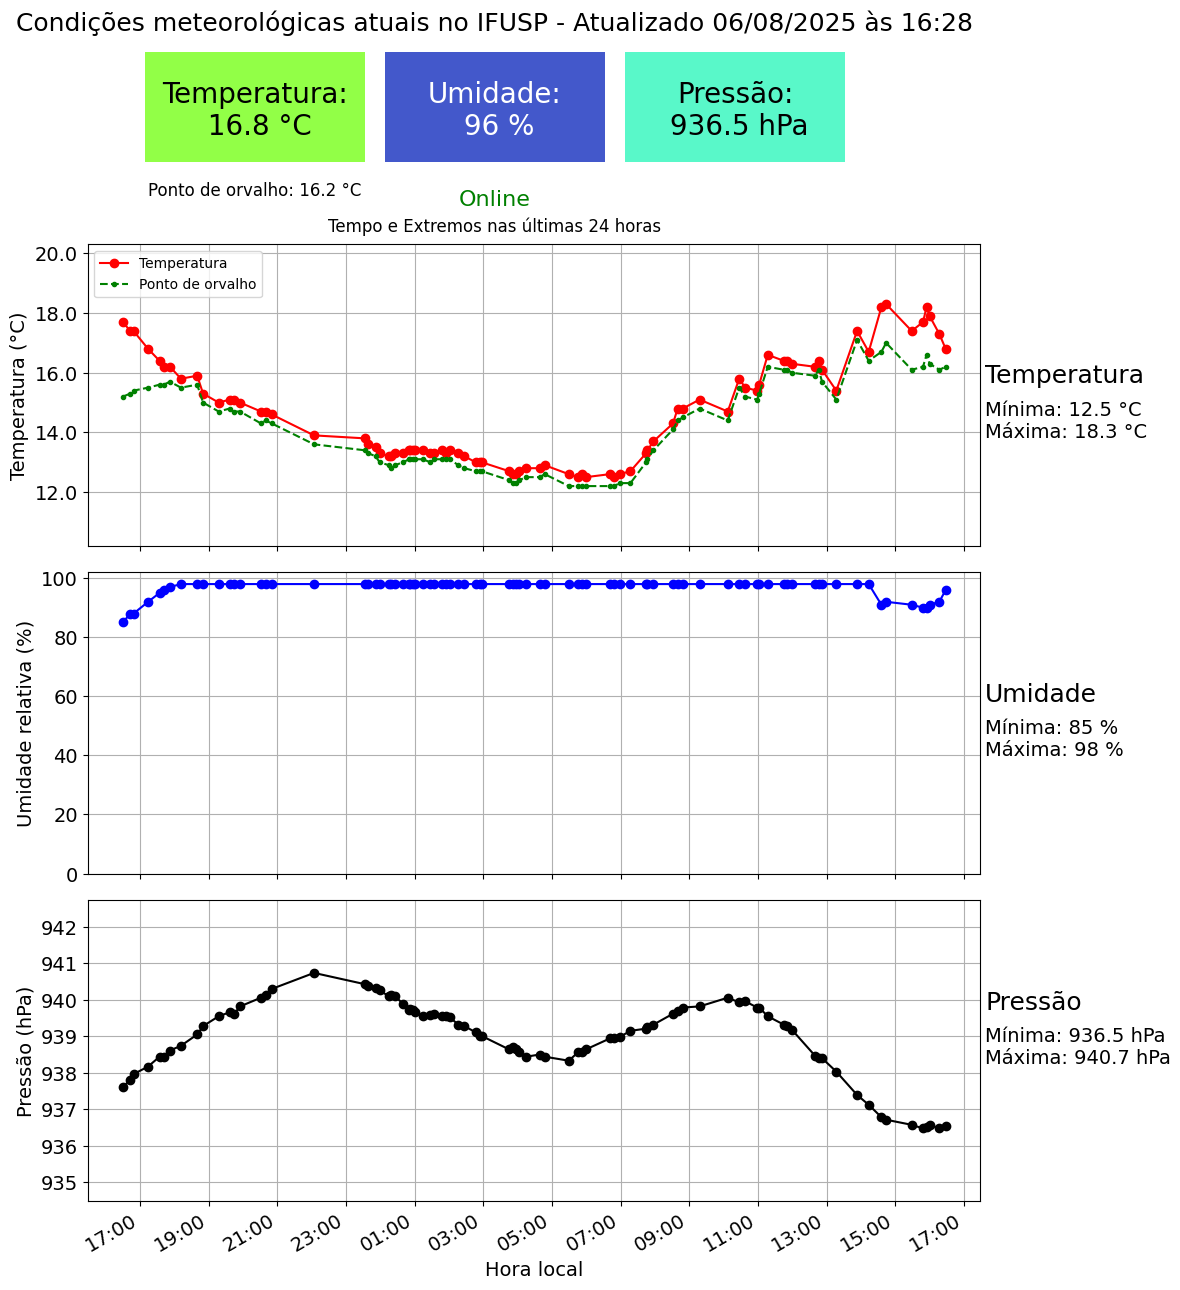 Condições meteorológicas atuais no IFUSP - Atualizado 06/08/2025 às 16:28
Temperatura:
16.8 °C
Umidade:
96 %
Pressão:
936.5 hPa
Ponto de orvalho: 16.2 °C
Online
Tempo e Extremos nas últimas 24 horas
Temperatura (°C)
20.0
18.0
16.0
14.0
12.0
Temperatura
Ponto de orvalho
Temperatura
Mínima: 12.5 °C
Máxima: 18.3 °C
Umidade relativa (%)
100
80
60
40
20
0
Umidade
Mínima: 85 %
Máxima: 98 %
Pressão (hPa)
942
941
940
939
938
937
936
935
Pressão
Mínima: 936.5 hPa
Máxima: 940.7 hPa
17:00 19:00 21:00 23:00 01:00 03:00 05:00 07:00 09:00 11:00 13:00 15:00 17:00
Hora local